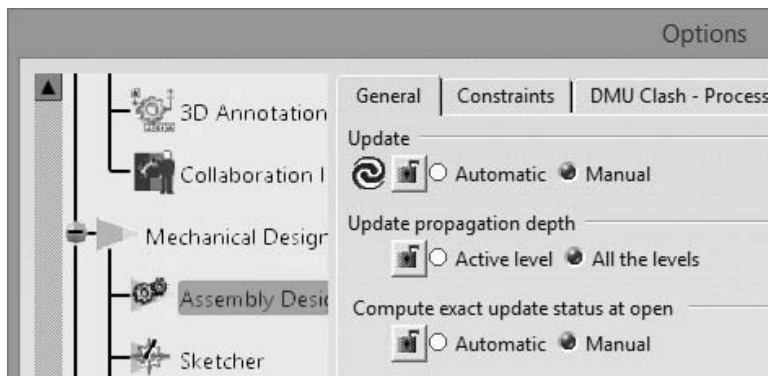 Options
3D Annotation
Collaboration I
Mechanical Design
Assembly Desi
Sketcher
General
Constraints
DMU Clash - Process
Update
Automatic
Manual
Update propagation depth
Active level
All the levels
Compute exact update status at open
Automatic
Manual